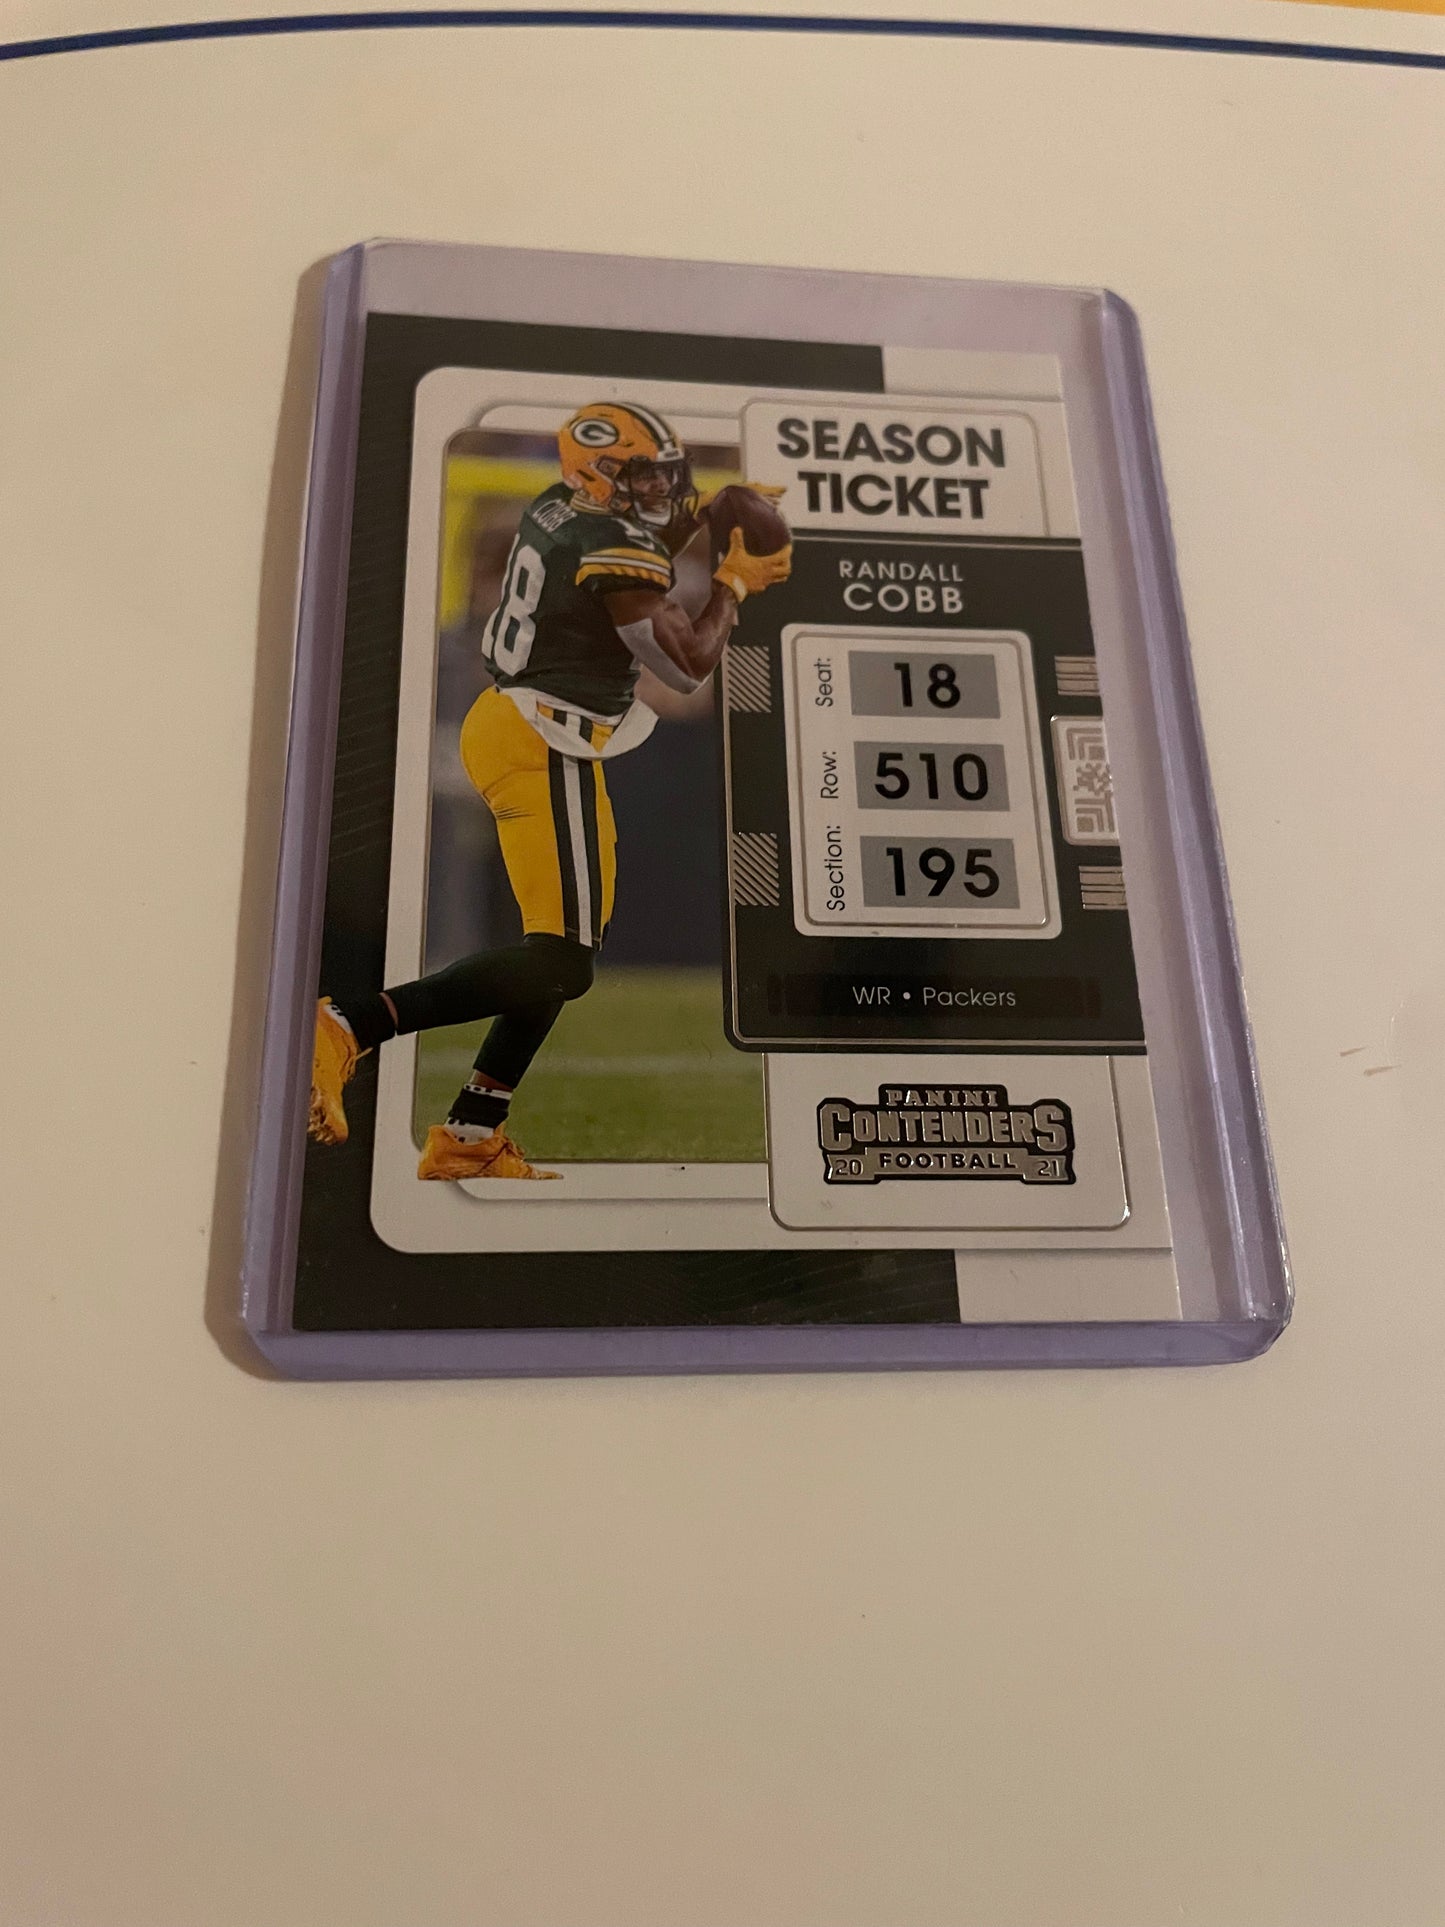 SEASON
TICKET
RANDALL
COBB
Seat: 18
Row: 510
Section: 195
WR • Packers
PANINI
CONTENDERS
20 FOOTBALL 21
COBB
18
G